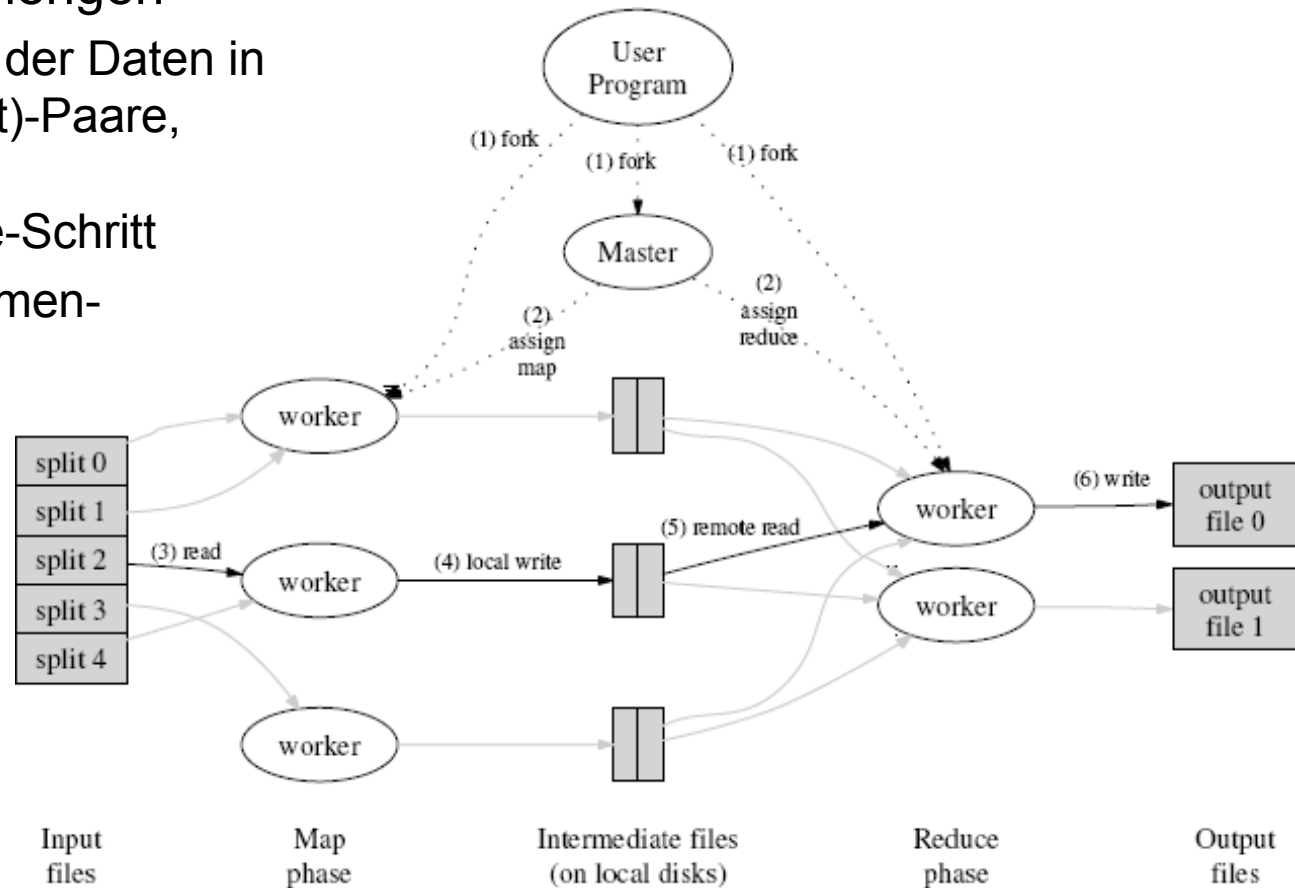 der Daten in
t)-Paare,
e-Schritt
men-
User
Program
(1) fork
(1) fork
(1) fork
Master
(2)
assign
map
(2)
assign
reduce
split 0
split 1
split 2
split 3
split 4
worker
worker
worker
(3) read
(4) local write
(5) remote read
worker
worker
(6) write
output
file 0
output
file 1
Input
files
Map
phase
Intermediate files
(on local disks)
Reduce
phase
Output
files